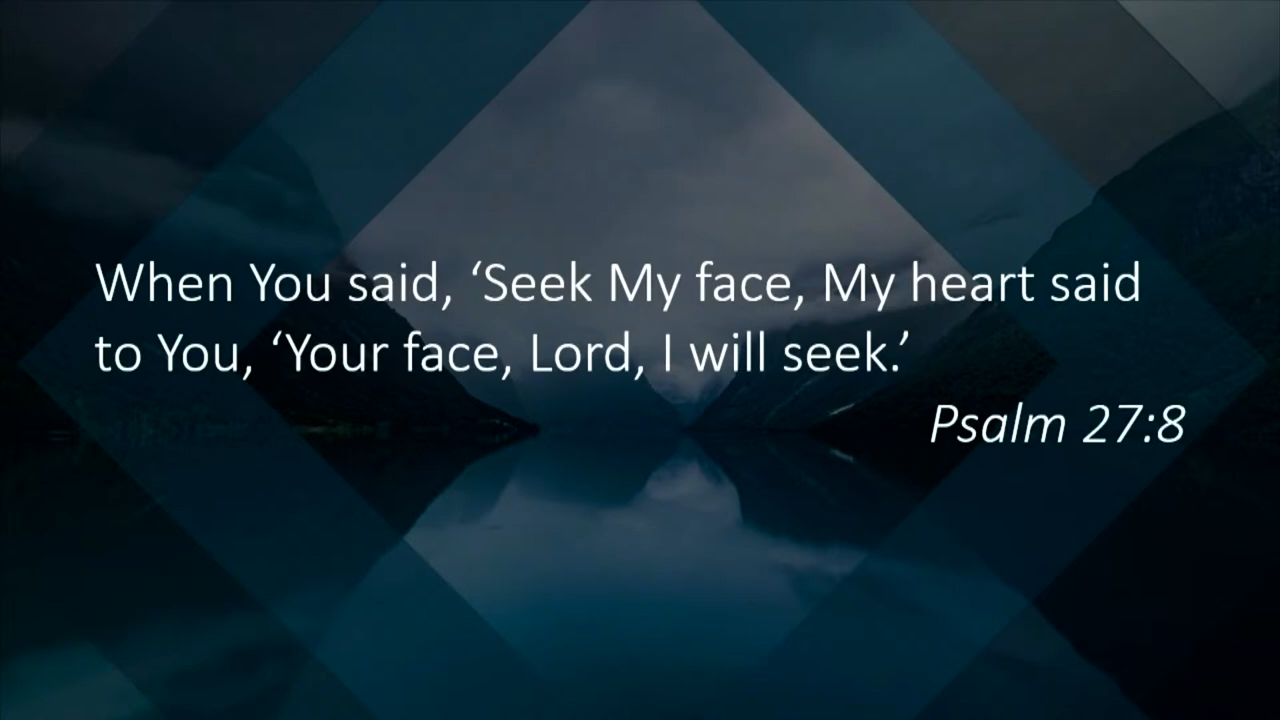 When You said, ‘Seek My face, My heart said
to You, ‘Your face, Lord, I will seek.’
Psalm 27:8